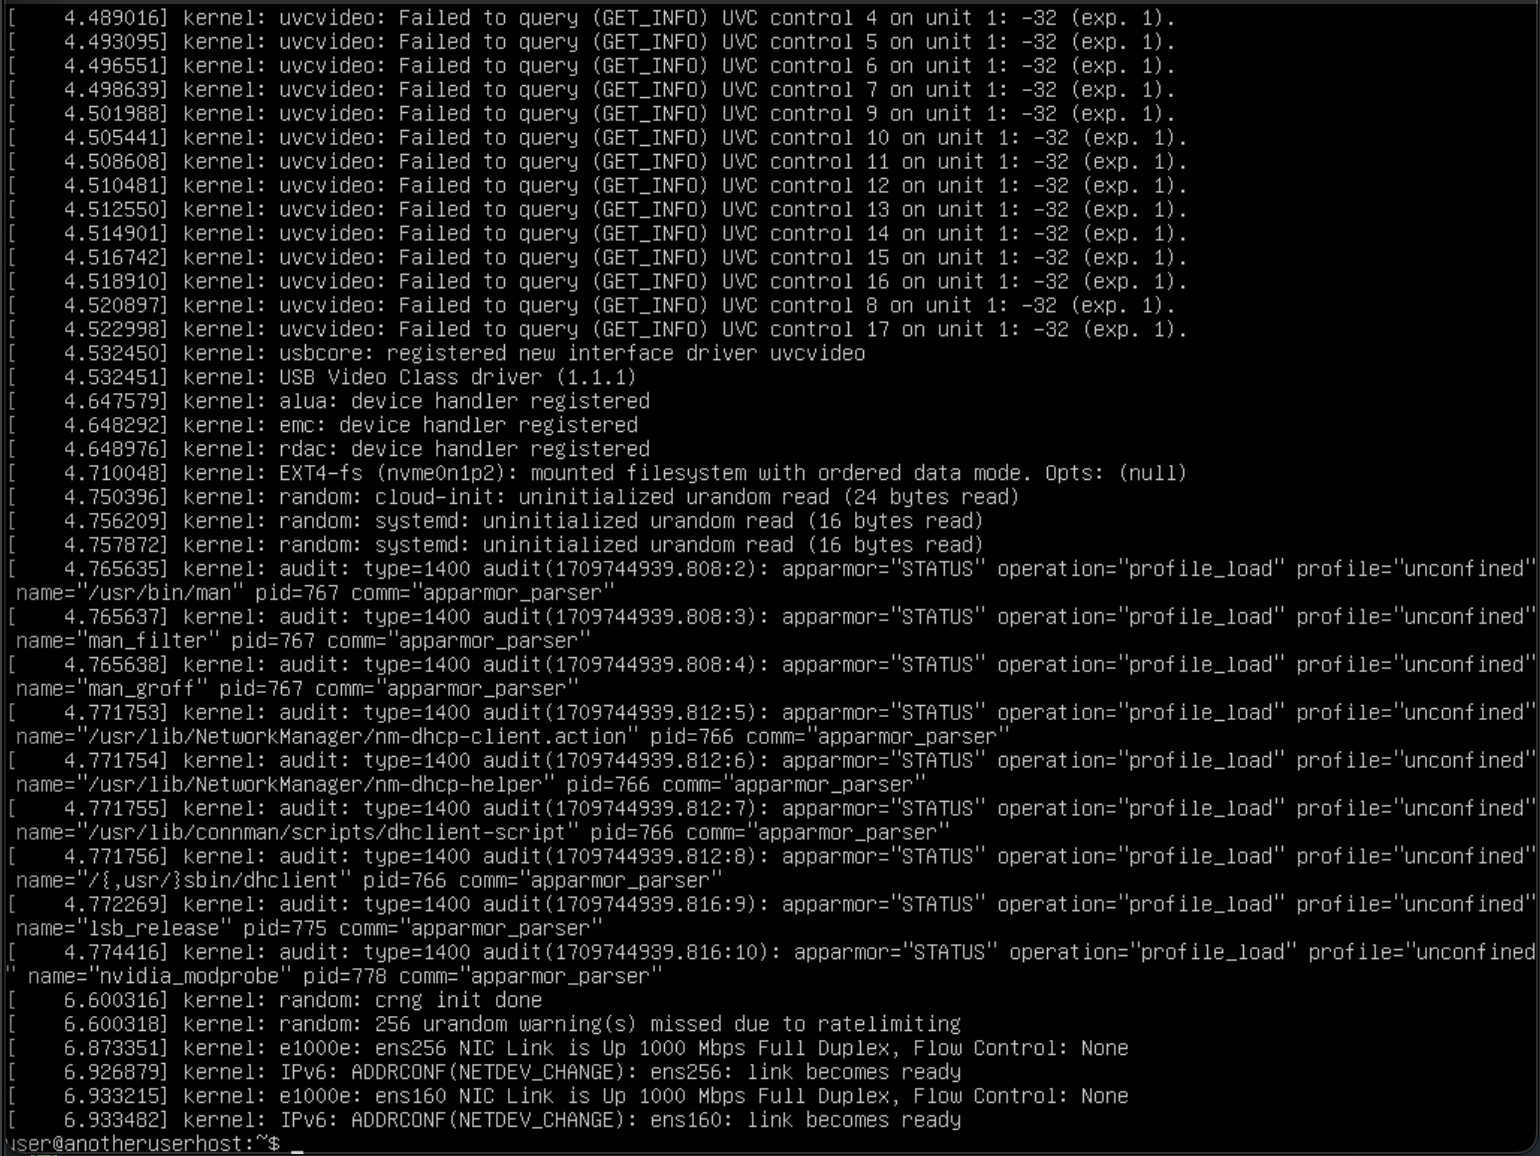 [    4.489016] kernel: uvcvideo: Failed to query (GET_INFO) UVC control 4 on unit 1: -32 (exp. 1).
[    4.493095] kernel: uvcvideo: Failed to query (GET_INFO) UVC control 5 on unit 1: -32 (exp. 1).
[    4.496551] kernel: uvcvideo: Failed to query (GET_INFO) UVC control 6 on unit 1: -32 (exp. 1).
[    4.498639] kernel: uvcvideo: Failed to query (GET_INFO) UVC control 7 on unit 1: -32 (exp. 1).
[    4.501988] kernel: uvcvideo: Failed to query (GET_INFO) UVC control 9 on unit 1: -32 (exp. 1).
[    4.505441] kernel: uvcvideo: Failed to query (GET_INFO) UVC control 10 on unit 1: -32 (exp. 1).
[    4.508608] kernel: uvcvideo: Failed to query (GET_INFO) UVC control 11 on unit 1: -32 (exp. 1).
[    4.510481] kernel: uvcvideo: Failed to query (GET_INFO) UVC control 12 on unit 1: -32 (exp. 1).
[    4.512550] kernel: uvcvideo: Failed to query (GET_INFO) UVC control 13 on unit 1: -32 (exp. 1).
[    4.514901] kernel: uvcvideo: Failed to query (GET_INFO) UVC control 14 on unit 1: -32 (exp. 1).
[    4.516742] kernel: uvcvideo: Failed to query (GET_INFO) UVC control 15 on unit 1: -32 (exp. 1).
[    4.518910] kernel: uvcvideo: Failed to query (GET_INFO) UVC control 16 on unit 1: -32 (exp. 1).
[    4.520897] kernel: uvcvideo: Failed to query (GET_INFO) UVC control 8 on unit 1: -32 (exp. 1).
[    4.522998] kernel: uvcvideo: Failed to query (GET_INFO) UVC control 17 on unit 1: -32 (exp. 1).
[    4.532450] kernel: usbcore: registered new interface driver uvcvideo
[    4.532451] kernel: USB Video Class driver (1.1.1)
[    4.647579] kernel: alua: device handler registered
[    4.648292] kernel: emc: device handler registered
[    4.648976] kernel: rdac: device handler registered
[    4.710048] kernel: EXT4-fs (nvme0n1p2): mounted filesystem with ordered data mode. Opts: (null)
[    4.750396] kernel: random: cloud-init: uninitialized urandom read (24 bytes read)
[    4.756209] kernel: random: systemd: uninitialized urandom read (16 bytes read)
[    4.757872] kernel: random: systemd: uninitialized urandom read (16 bytes read)
[    4.765635] kernel: audit: type=1400 audit(1709744939.808:2): apparmor="STATUS" operation="profile_load" profile="unconfined"
name="/usr/bin/man" pid=767 comm="apparmor_parser"
[    4.765637] kernel: audit: type=1400 audit(1709744939.808:3): apparmor="STATUS" operation="profile_load" profile="unconfined"
name="man_filter" pid=767 comm="apparmor_parser"
[    4.765638] kernel: audit: type=1400 audit(1709744939.808:4): apparmor="STATUS" operation="profile_load" profile="unconfined"
name="man_groff" pid=767 comm="apparmor_parser"
[    4.771753] kernel: audit: type=1400 audit(1709744939.812:5): apparmor="STATUS" operation="profile_load" profile="unconfined"
name="/usr/lib/NetworkManager/nm-dhcp-client.action" pid=766 comm="apparmor_parser"
[    4.771754] kernel: audit: type=1400 audit(1709744939.812:6): apparmor="STATUS" operation="profile_load" profile="unconfined"
name="/usr/lib/NetworkManager/nm-dhcp-helper" pid=766 comm="apparmor_parser"
[    4.771755] kernel: audit: type=1400 audit(1709744939.812:7): apparmor="STATUS" operation="profile_load" profile="unconfined"
name="/usr/lib/connman/scripts/dhclient-script" pid=766 comm="apparmor_parser"
[    4.771756] kernel: audit: type=1400 audit(1709744939.812:8): apparmor="STATUS" operation="profile_load" profile="unconfined"
name="/{,usr/}sbin/dhclient" pid=766 comm="apparmor_parser"
[    4.772269] kernel: audit: type=1400 audit(1709744939.816:9): apparmor="STATUS" operation="profile_load" profile="unconfined"
name="lsb_release" pid=775 comm="apparmor_parser"
[    4.774416] kernel: audit: type=1400 audit(1709744939.816:10): apparmor="STATUS" operation="profile_load" profile="unconfined
" name="nvidia_modprobe" pid=778 comm="apparmor_parser"
[    6.600316] kernel: random: crng init done
[    6.600318] kernel: random: 256 urandom warning(s) missed due to ratelimiting
[    6.873351] kernel: e1000e: ens256 NIC Link is Up 1000 Mbps Full Duplex, Flow Control: None
[    6.926879] kernel: IPv6: ADDRCONF(NETDEV_CHANGE): ens256: link becomes ready
[    6.933215] kernel: e1000e: ens160 NIC Link is Up 1000 Mbps Full Duplex, Flow Control: None
[    6.933482] kernel: IPv6: ADDRCONF(NETDEV_CHANGE): ens160: link becomes ready
user@anotheruserhost:~$ _